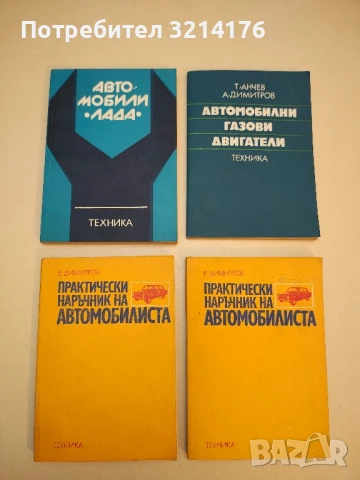 Потребител 3214176
АВТО-
МОБИЛИ
"ЛАДА"
ТЕХНИКА
Т. АНЧЕВ
А. ДИМИТРОВ
АВТОМОБИЛНИ
ГАЗОВИ
ДВИГАТЕЛИ
ТЕХНИКА
Е. ДИМИТРОВ
ПРАКТИЧЕСКИ
НАРЪЧНИК НА
АВТОМОБИЛИСТА
ТЕХНИКА
Е. ДИМИТРОВ
ПРАКТИЧЕСКИ
НАРЪЧНИК НА
АВТОМОБИЛИСТА
ТЕХНИКА
BAZAR